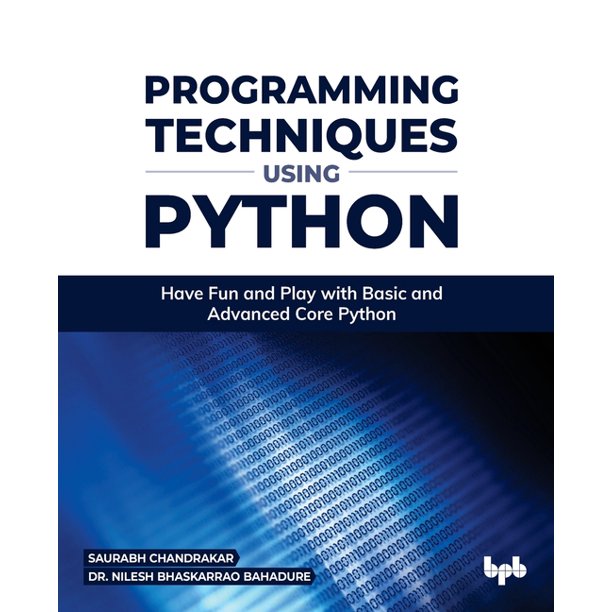 PROGRAMMING
TECHNIQUES
USING
PYTHON
Have Fun and Play with Basic and
Advanced Core Python
SAURABH CHANDRAKAR
DR. NILESH BHASKARRAO BAHADURE
bpb